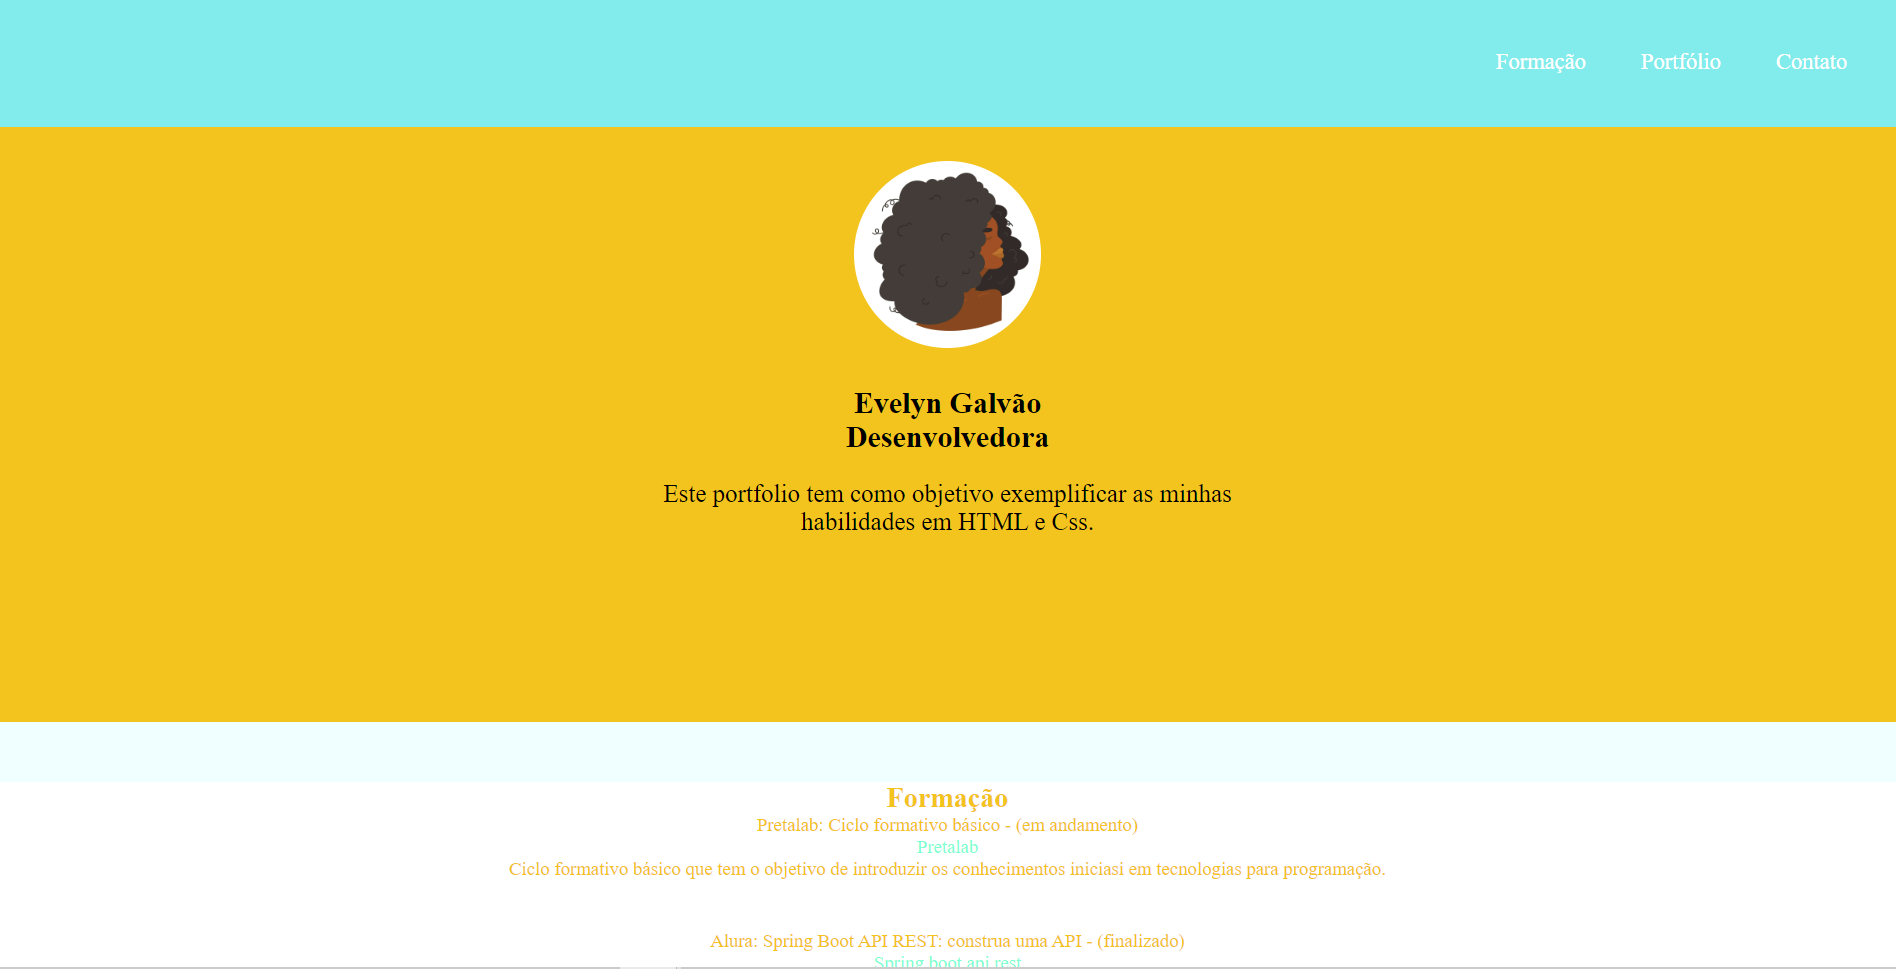 Formação Portfólio Contato
Evelyn Galvão
Desenvolvedora
Este portfolio tem como objetivo exemplificar as minhas
habilidades em HTML e Css.
Formação
Pretalab: Ciclo formativo básico - (em andamento)
Pretalab
Ciclo formativo básico que tem o objetivo de introduzir os conhecimentos iniciasi em tecnologias para programação.
Alura: Spring Boot API REST: construa uma API - (finalizado)
Spring boot api rest